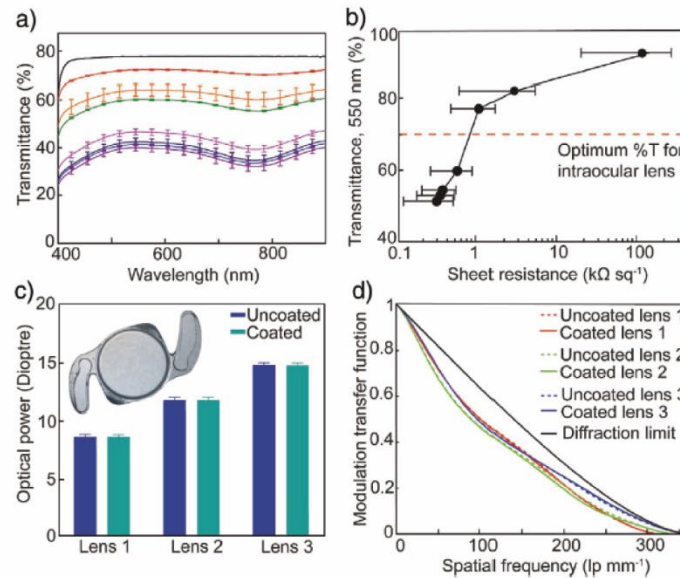 a)
80
60
40
20
0
Transmittance (%)
400 500 600 700 800
Wavelength (nm)
b)
100
80
60
40
Transmittance, 550 nm (%)
Optimum %T for
intraocular lens
0.1 1 10 100
Sheet resistance (kΩ sq⁻¹)
c)
20
15
10
5
0
Optical power (Dioptre)
Uncoated
Coated
Lens 1 Lens 2 Lens 3
d)
1
0.8
0.6
0.4
0.2
0
Modulation transfer function
Uncoated lens 1
Coated lens 1
Uncoated lens 2
Coated lens 2
Uncoated lens 3
Coated lens 3
Diffraction limit
0 100 200 300
Spatial frequency (lp mm⁻¹)